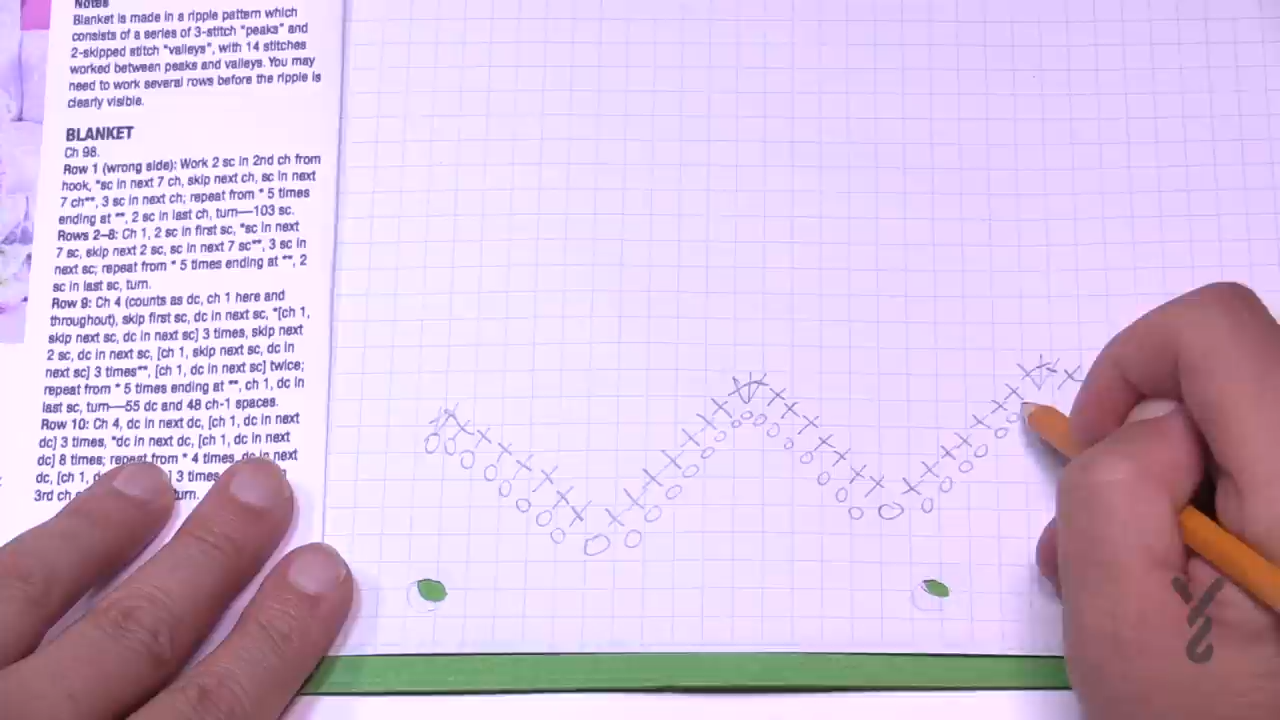 Notes
Blanket is made in a ripple pattern which
consists of a series of 3-stitch "peaks" and
2-skipped stitch "valleys", with 14 stitches
worked between peaks and valleys. You may
need to work several rows before the ripple is
clearly visible.
BLANKET
Ch 98.
Row 1 (wrong side): Work 2 sc in 2nd ch from
hook, *sc in next 7 ch, skip next ch, sc in next
7 ch**, 3 sc in next ch; repeat from * 5 times
ending at **, 2 sc in last ch, turn—103 sc.
Rows 2–8: Ch 1, 2 sc in first sc, *sc in next
7 sc, skip next 2 sc, sc in next 7 sc**, 3 sc in
next sc; repeat from * 5 times ending at **, 2
sc in last sc, turn.
Row 9: Ch 4 (counts as dc, ch 1 here and
throughout), skip first sc, dc in next sc, *[ch 1,
skip next sc, dc in next sc] 3 times, skip next
2 sc, dc in next sc, [ch 1, skip next sc, dc in
next sc] 3 times**, [ch 1, dc in next sc] twice;
repeat from * 5 times ending at **, ch 1, dc in
last sc, turn—55 dc and 48 ch-1 spaces.
Row 10: Ch 4, dc in next dc, [ch 1, dc in next
dc] 3 times, *dc in next dc, [ch 1, dc in next
dc] 8 times; repeat from * 4 times, dc in next
dc, [ch 1, 3 times
3rd ch turn.